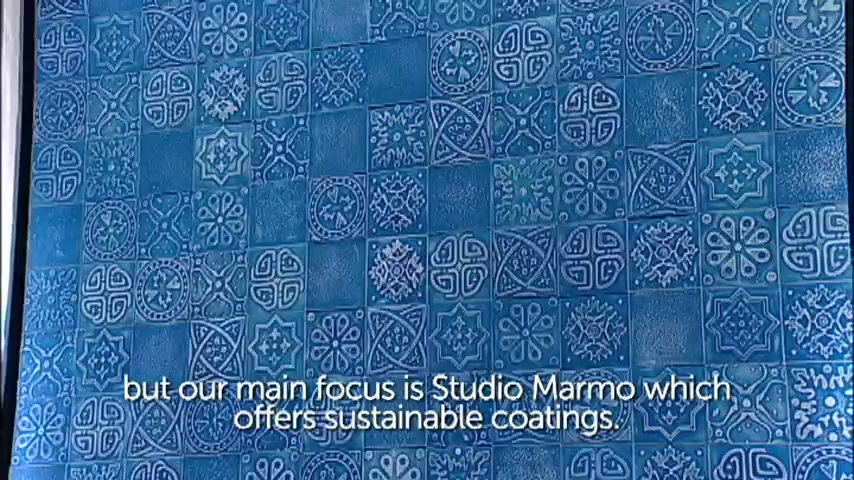 but our main focus is Studio Marmo which
offers sustainable coatings.